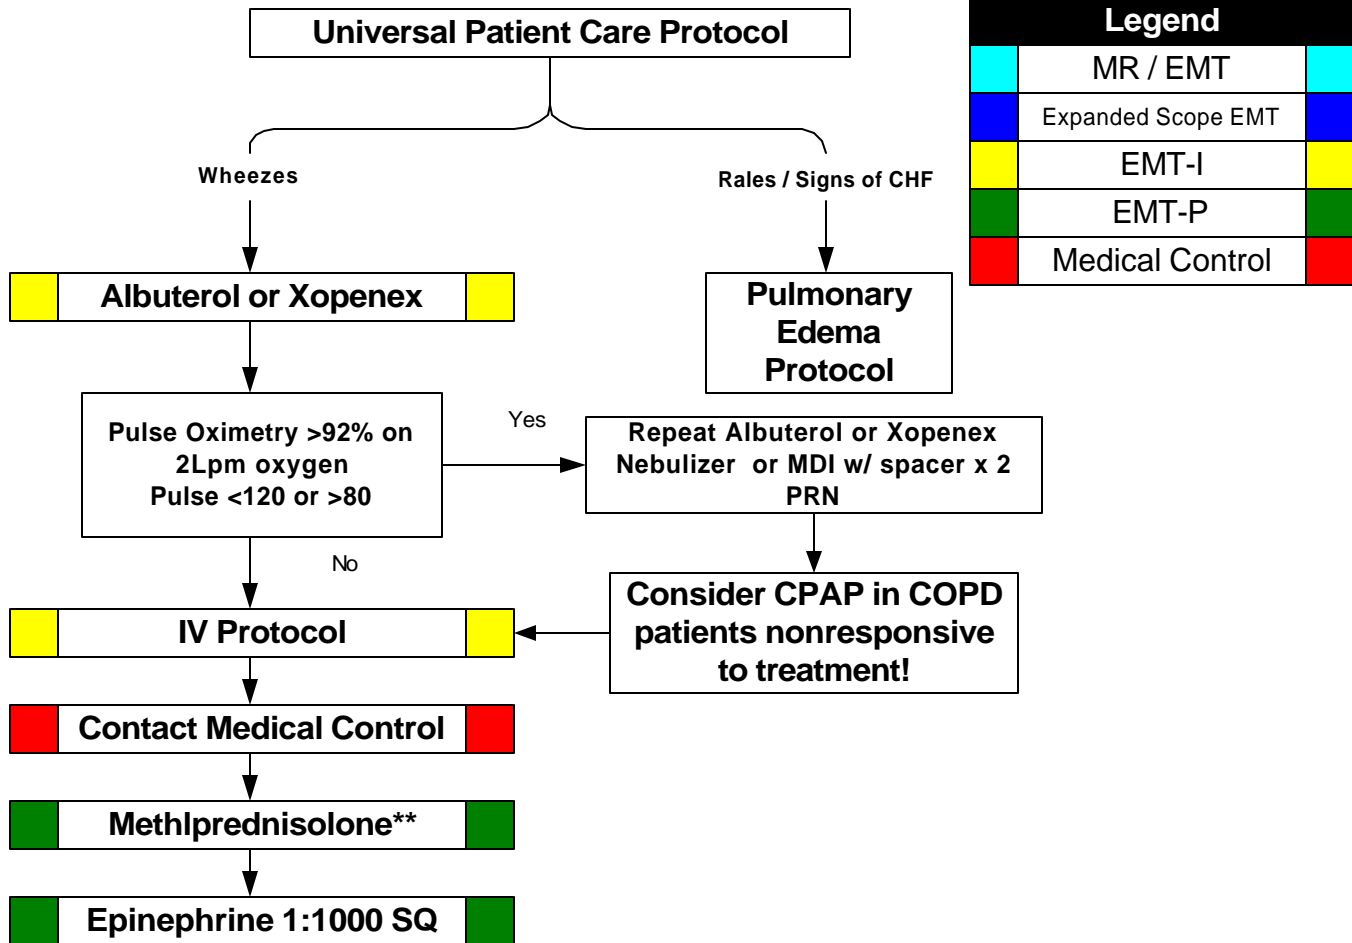 Universal Patient Care Protocol
Legend
MR / EMT
Expanded Scope EMT
EMT-I
EMT-P
Medical Control
Wheezes
Rales / Signs of CHF
Albuterol or Xopenex
Pulmonary
Edema
Protocol
Pulse Oximetry >92% on
2Lpm oxygen
Pulse <120 or >80
Yes
Repeat Albuterol or Xopenex
Nebulizer or MDI w/ spacer x 2
PRN
No
Consider CPAP in COPD
patients nonresponsive
to treatment!
IV Protocol
Contact Medical Control
Methlprednisolone**
Epinephrine 1:1000 SQ